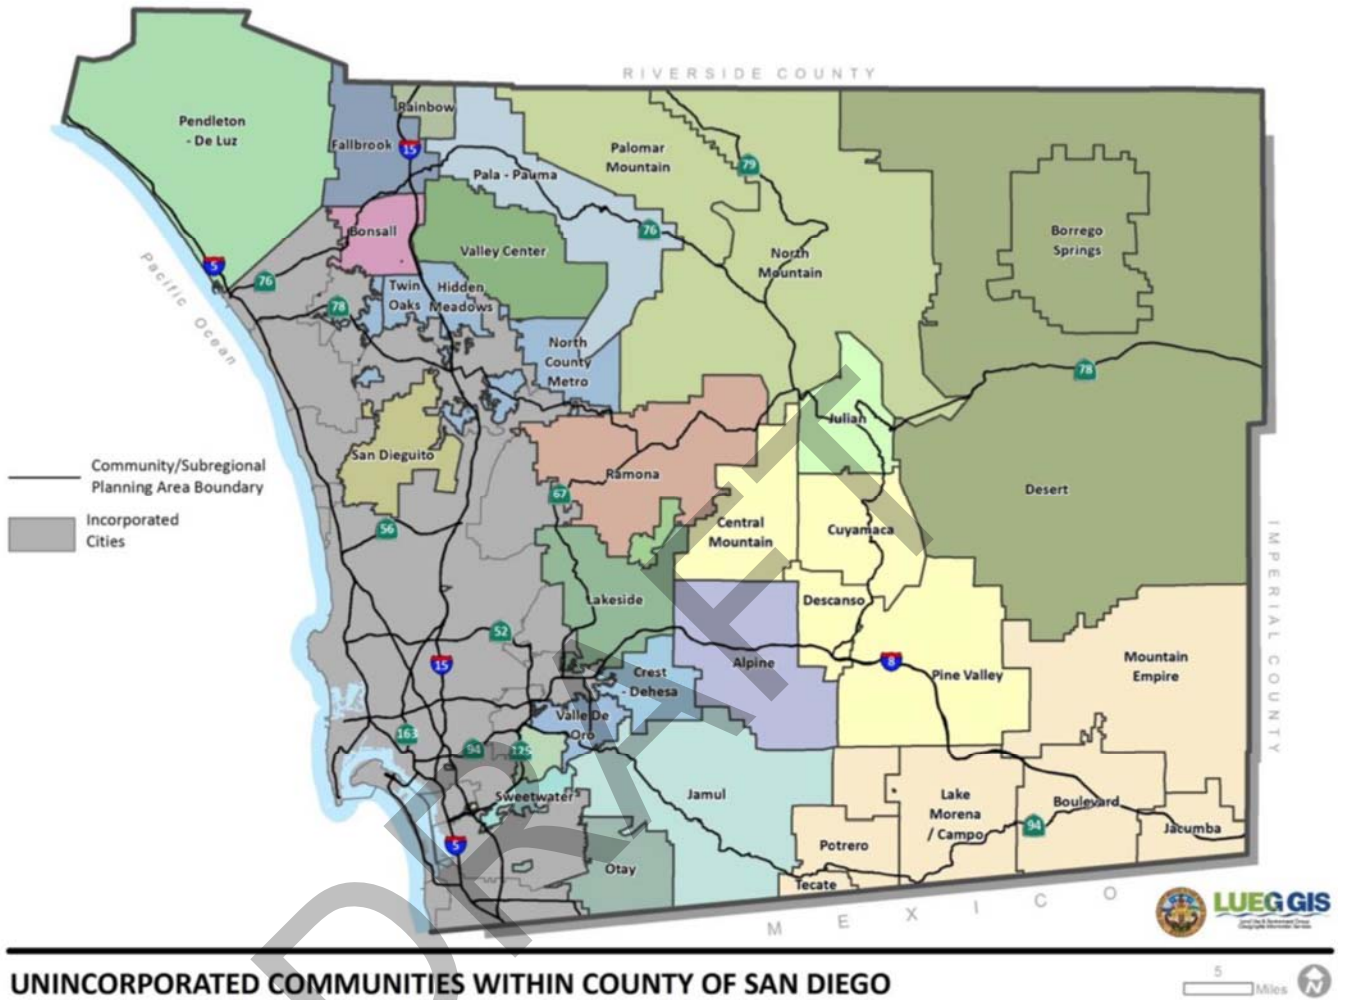 RIVERSIDE COUNTY
Pendleton
- De Luz
Rainbow
Fallbrook
15
Pala - Pauma
Palomar
Mountain
79
76
North
Mountain
Borrego
Springs
Bonsall
Valley Center
5
76
78
Twin
Oaks
Hidden
Meadows
Pacific Ocean
North
County
Metro
78
Julian
San Dieguito
Ramona
67
Desert
Community/Subregional
Planning Area Boundary
Incorporated
Cities
56
Central
Mountain
Cuyamaca
Lakeside
Descanso
52
15
Alpine
8
Pine Valley
Mountain
Empire
IMPERIAL COUNTY
Crest
- Dehesa
Valle De
Oro
163
94
125
Sweetwater
Jamul
Lake
Morena
/ Campo
Boulevard
94
Jacumba
5
Potrero
Otay
Tecate
MEXICO
DRAFT
LUEG GIS
UNINCORPORATED COMMUNITIES WITHIN COUNTY OF SAN DIEGO
5
Miles
N